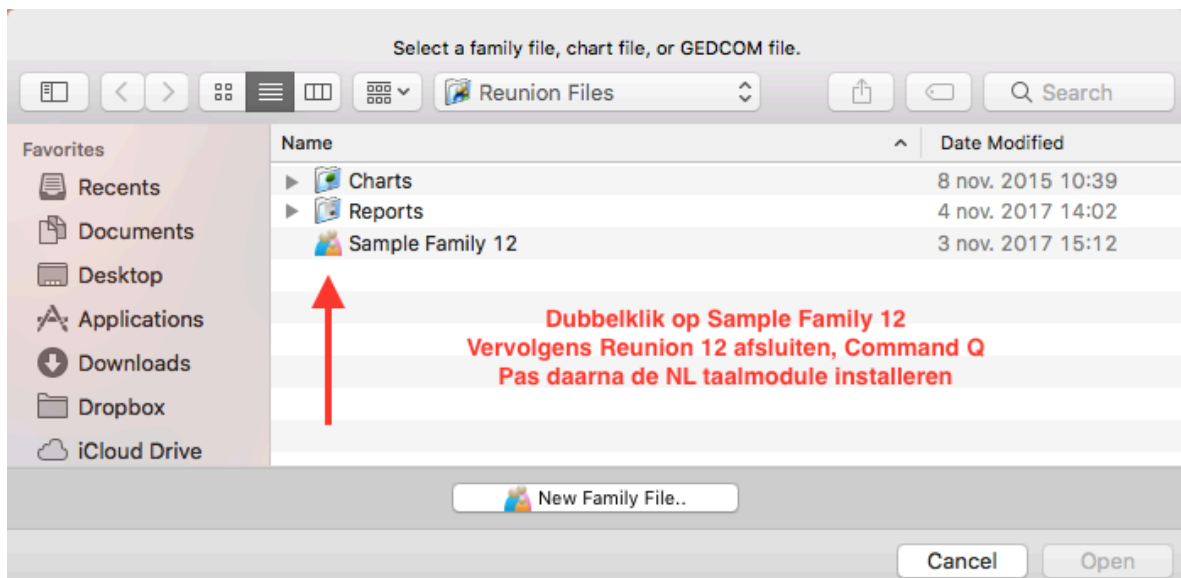 Select a family file, chart file, or GEDCOM file.
Reunion Files
Search
Favorites
Recents
Documents
Desktop
Applications
Downloads
Dropbox
iCloud Drive
Name
Date Modified
Charts
8 nov. 2015 10:39
Reports
4 nov. 2017 14:02
Sample Family 12
3 nov. 2017 15:12
Dubbelklik op Sample Family 12
Vervolgens Reunion 12 afsluiten, Command Q
Pas daarna de NL taalmodule installeren
New Family File..
Cancel
Open